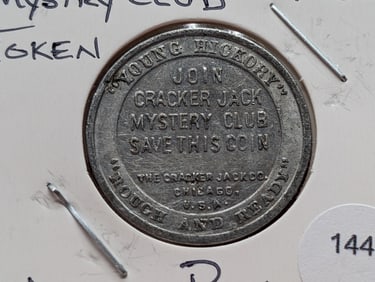 MYSTRY CLUB
TOKEN
"YOUNG HICKORY"
JOIN
CRACKER JACK
MYSTERY CLUB
SAVE THIS COIN
THE CRACKER JACK CO.
CHICAGO.
U.S.A.
"ROUGH AND READY"
144